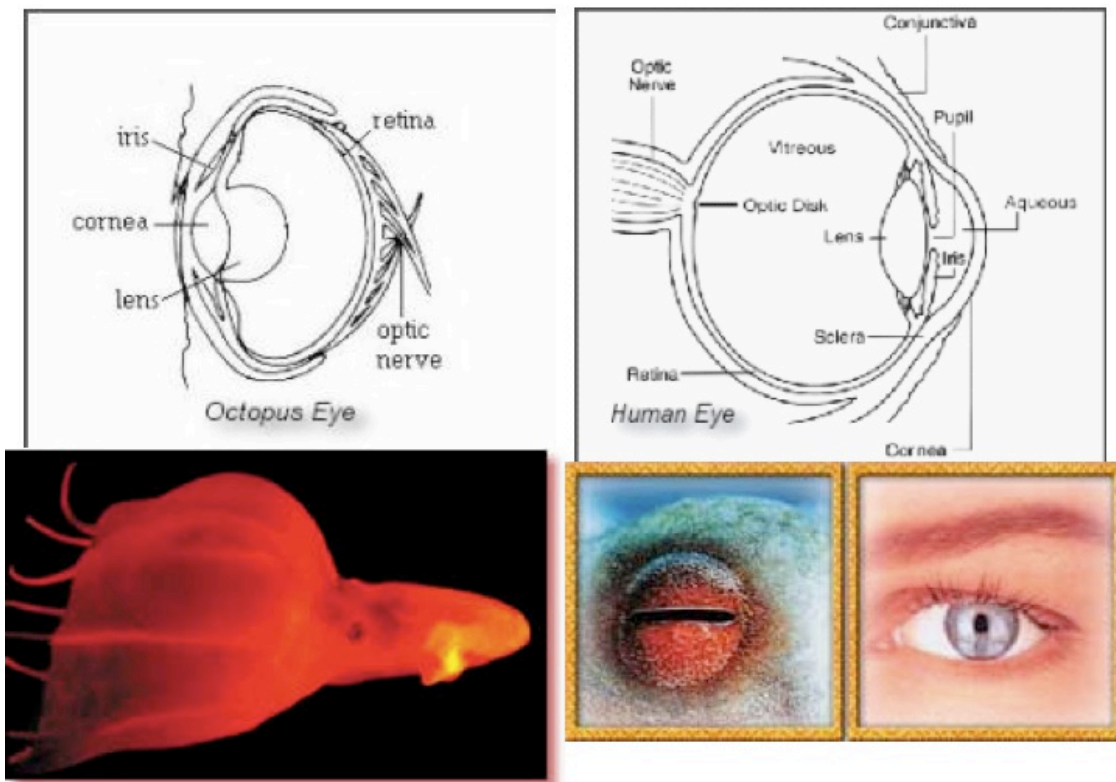 iris
retina
cornea
lens
optic
nerve
Octopus Eye
Conjunctiva
Optic
Nerve
Pupil
Vitreous
Optic Disk
Aqueous
Lens
Iris
Sclera
Retina
Human Eye
Cornea